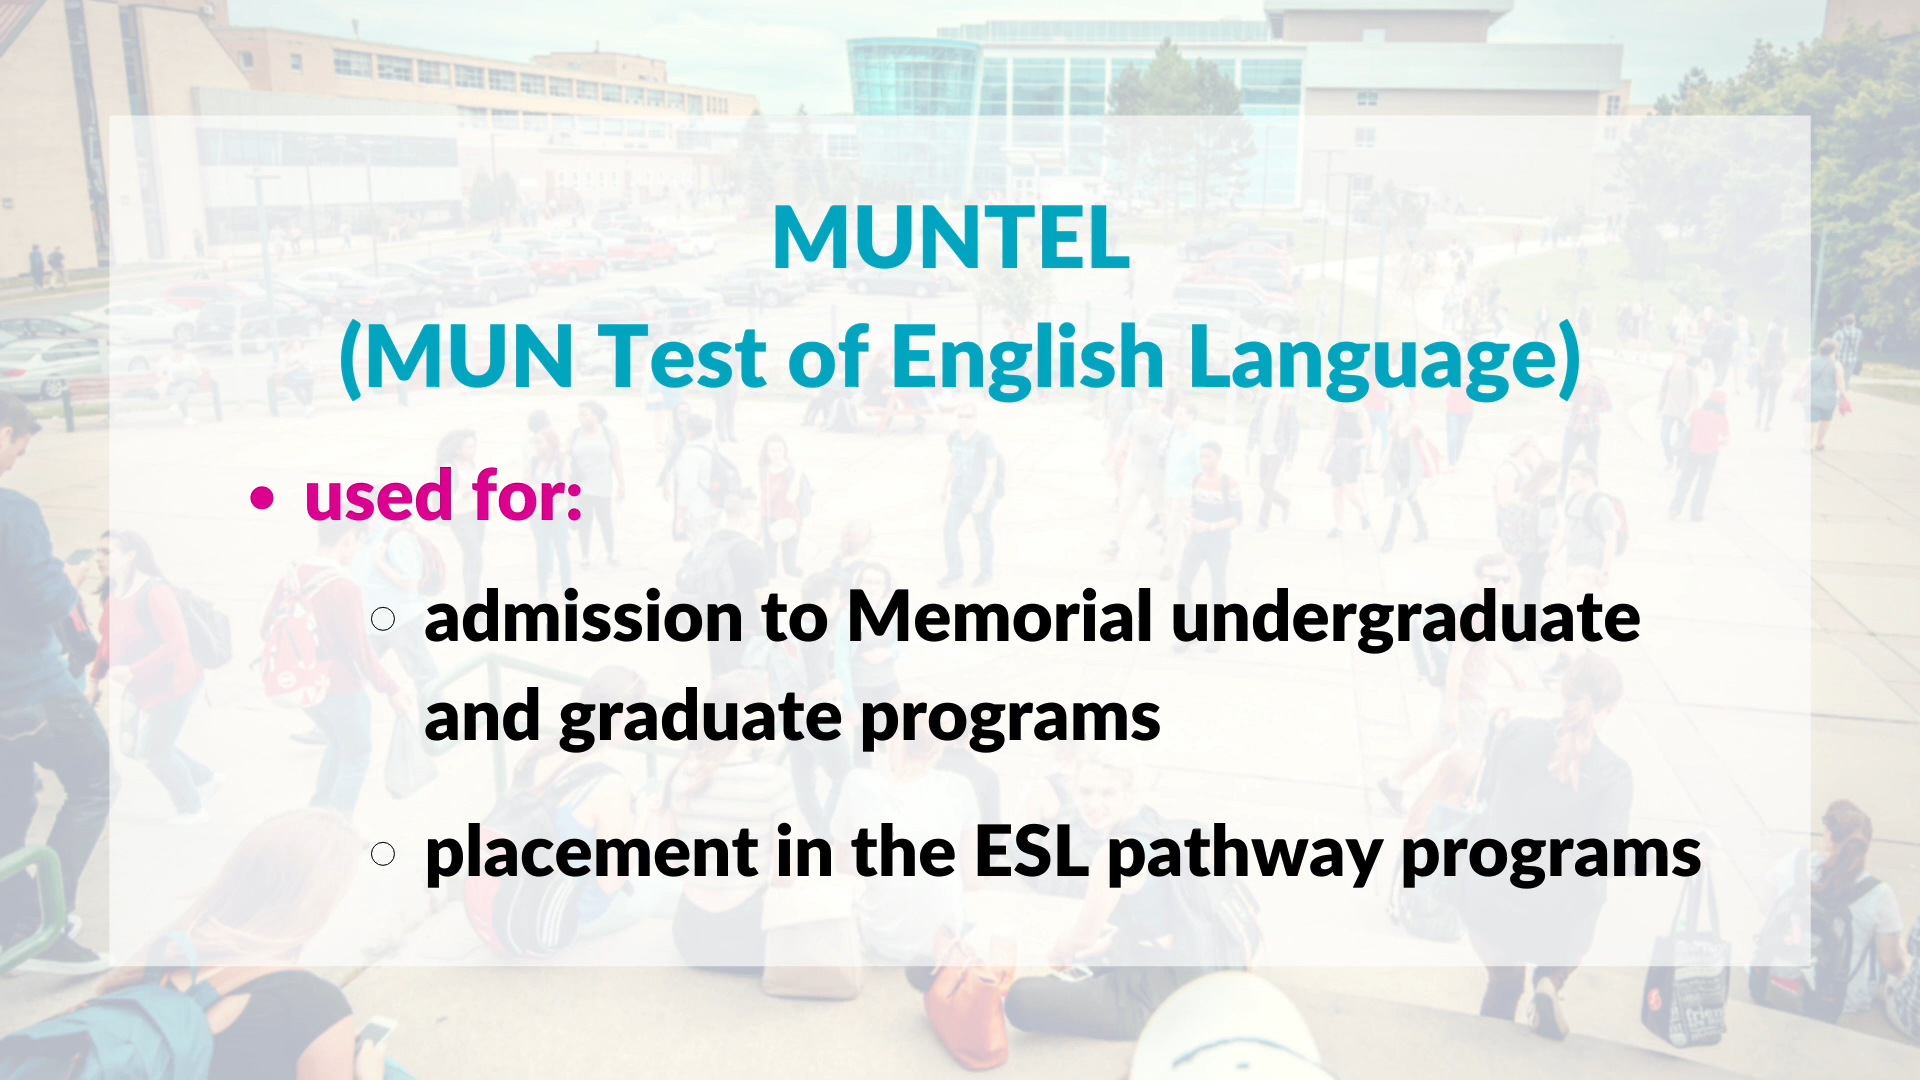 MUNTEL
(MUN Test of English Language)
• used for:
○ admission to Memorial undergraduate
and graduate programs
○ placement in the ESL pathway programs